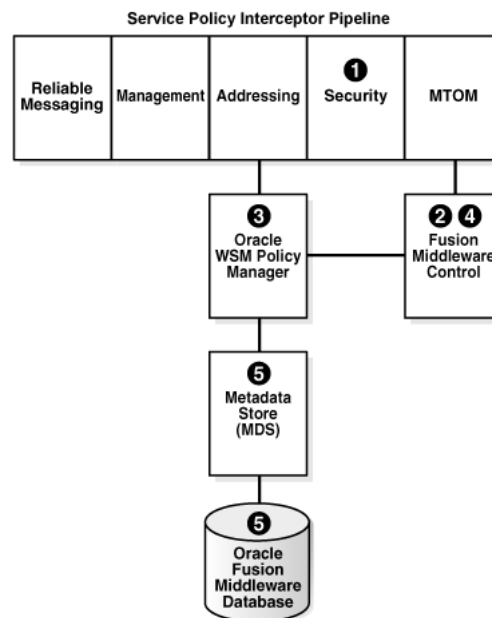 Service Policy Interceptor Pipeline
Reliable
Messaging
Management
Addressing
1
Security
MTOM
3
Oracle
WSM Policy
Manager
2 4
Fusion
Middleware
Control
5
Metadata
Store
(MDS)
5
Oracle
Fusion
Middleware
Database